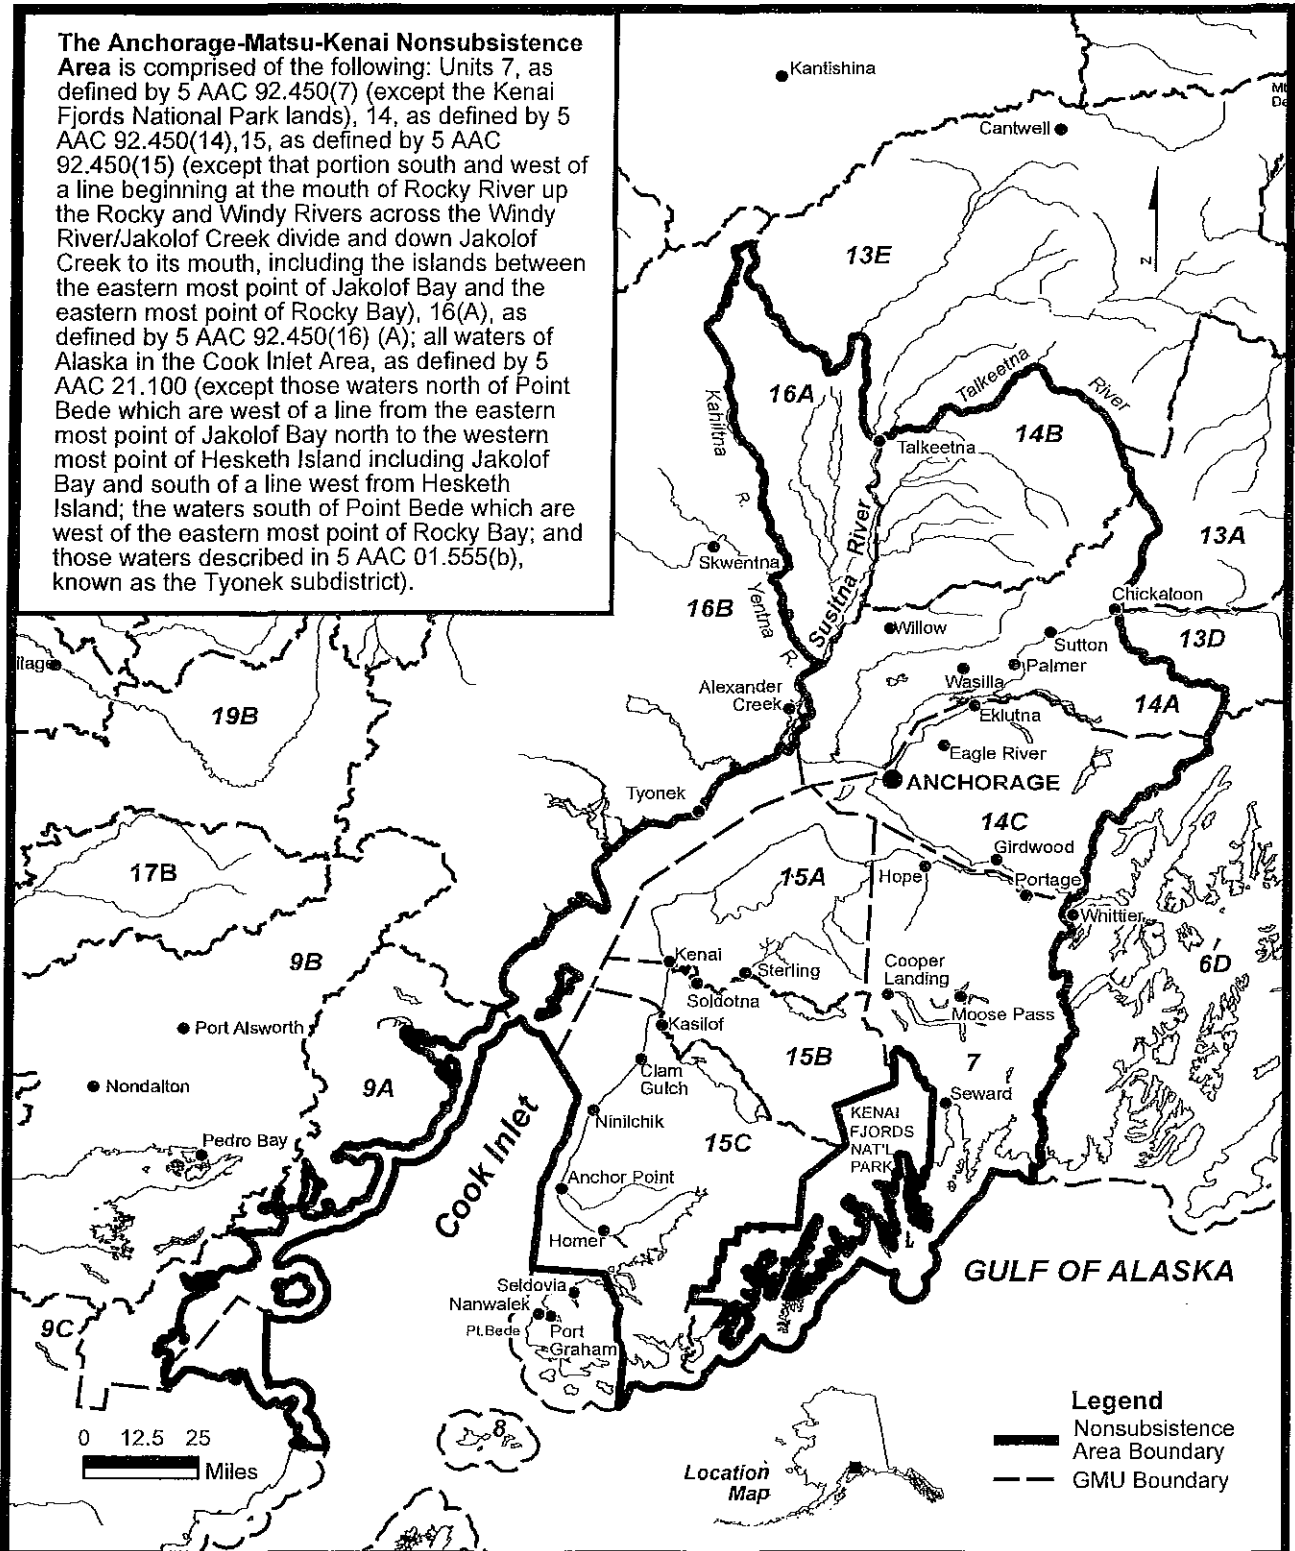 The Anchorage-Matsu-Kenai Nonsubsistence
Area is comprised of the following: Units 7, as
defined by 5 AAC 92.450(7) (except the Kenai
Fjords National Park lands), 14, as defined by 5
AAC 92.450(14),15, as defined by 5 AAC
92.450(15) (except that portion south and west of
a line beginning at the mouth of Rocky River up
the Rocky and Windy Rivers across the Windy
River/Jakolof Creek divide and down Jakolof
Creek to its mouth, including the islands between
the eastern most point of Jakolof Bay and the
eastern most point of Rocky Bay), 16(A), as
defined by 5 AAC 92.450(16) (A); all waters of
Alaska in the Cook Inlet Area, as defined by 5
AAC 21.100 (except those waters north of Point
Bede which are west of a line from the eastern
most point of Jakolof Bay north to the western
most point of Hesketh Island including Jakolof
Bay and south of a line west from Hesketh
Island; the waters south of Point Bede which are
west of the eastern most point of Rocky Bay; and
those waters described in 5 AAC 01.555(b),
known as the Tyonek subdistrict).
Kantishina
Cantwell
13E
N
16A
Kahiltna
R.
Talkeetna
River
14B
Talkeetna
Susitna River
13A
Skwentna
16B
Yentna
R.
Chickaloon
Willow
Sutton
13D
Palmer
Wasilla
14A
Alexander
Creek
Eklutna
Eagle River
ANCHORAGE
19B
Tyonek
14C
Girdwood
17B
15A
Hope
Portage
Whittier
6D
9B
Kenai
Sterling
Soldotna
Cooper
Landing
Moose Pass
Port Alsworth
Kasilof
15B
7
Nondalton
9A
Clam
Gulch
Seward
Ninilchik
KENAI
FJORDS
NAT'L
PARK
Pedro Bay
Cook Inlet
15C
Anchor Point
Homer
GULF OF ALASKA
Seldovia
Nanwalek
Pt.Bede
Port
Graham
9C
8
0 12.5 25
Miles
Location
Map
Legend
Nonsubsistence
Area Boundary
GMU Boundary